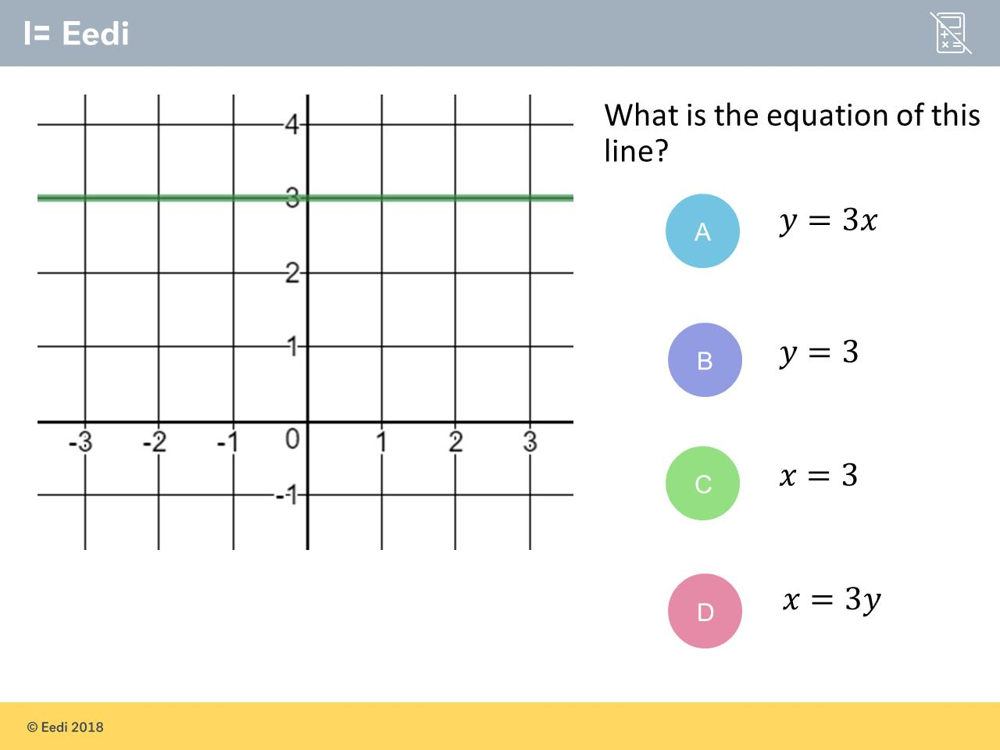 Eedi
What is the equation of this
line?
4
3
2
1
-3 -2 -1 0 1 2 3
-1
A y = 3x
B y = 3
C x = 3
D x = 3y
© Eedi 2018